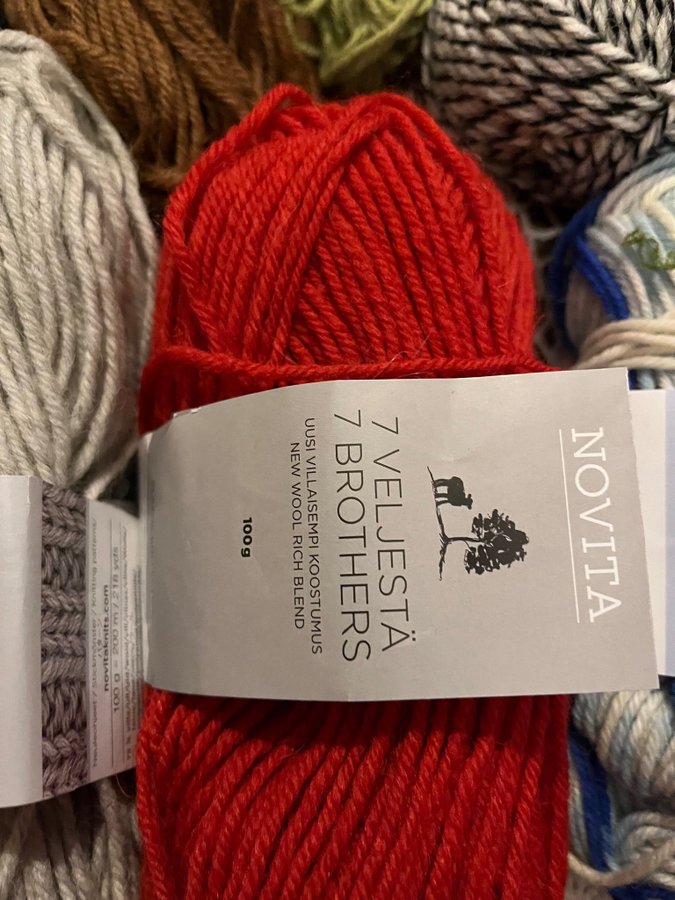 NOVITA
7 VELJESTÄ
7 BROTHERS
UUSI VILLAISEMPI KOOSTUMUS
NEW WOOL RICH BLEND
100g
novitaknits.com
100 g = 200 m / 218 yds